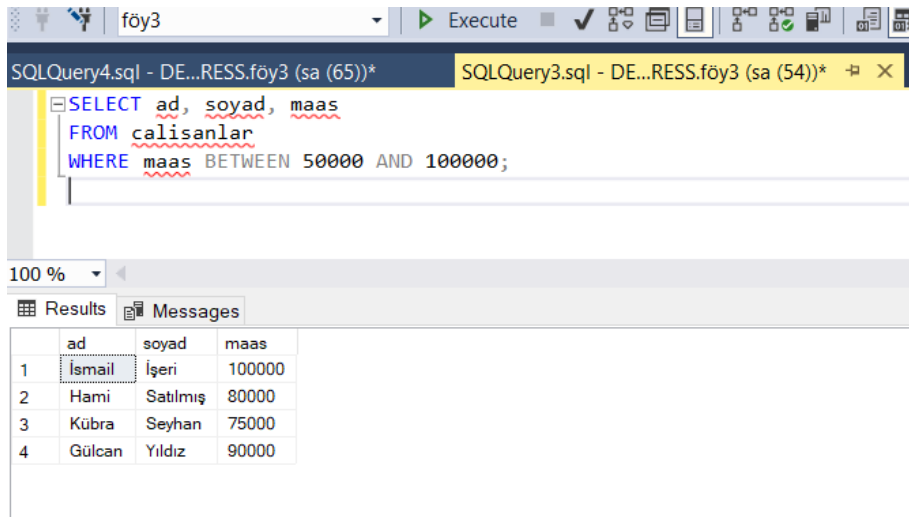 föy3 Execute
SQLQuery4.sql - DE...RESS.föy3 (sa (65))* SQLQuery3.sql - DE...RESS.föy3 (sa (54))*
SELECT ad, soyad, maas
FROM calisanlar
WHERE maas BETWEEN 50000 AND 100000;
100 %
Results Messages
ad soyad maas
1 İsmail İşeri 100000
2 Hami Satılmış 80000
3 Kübra Seyhan 75000
4 Gülcan Yıldız 90000